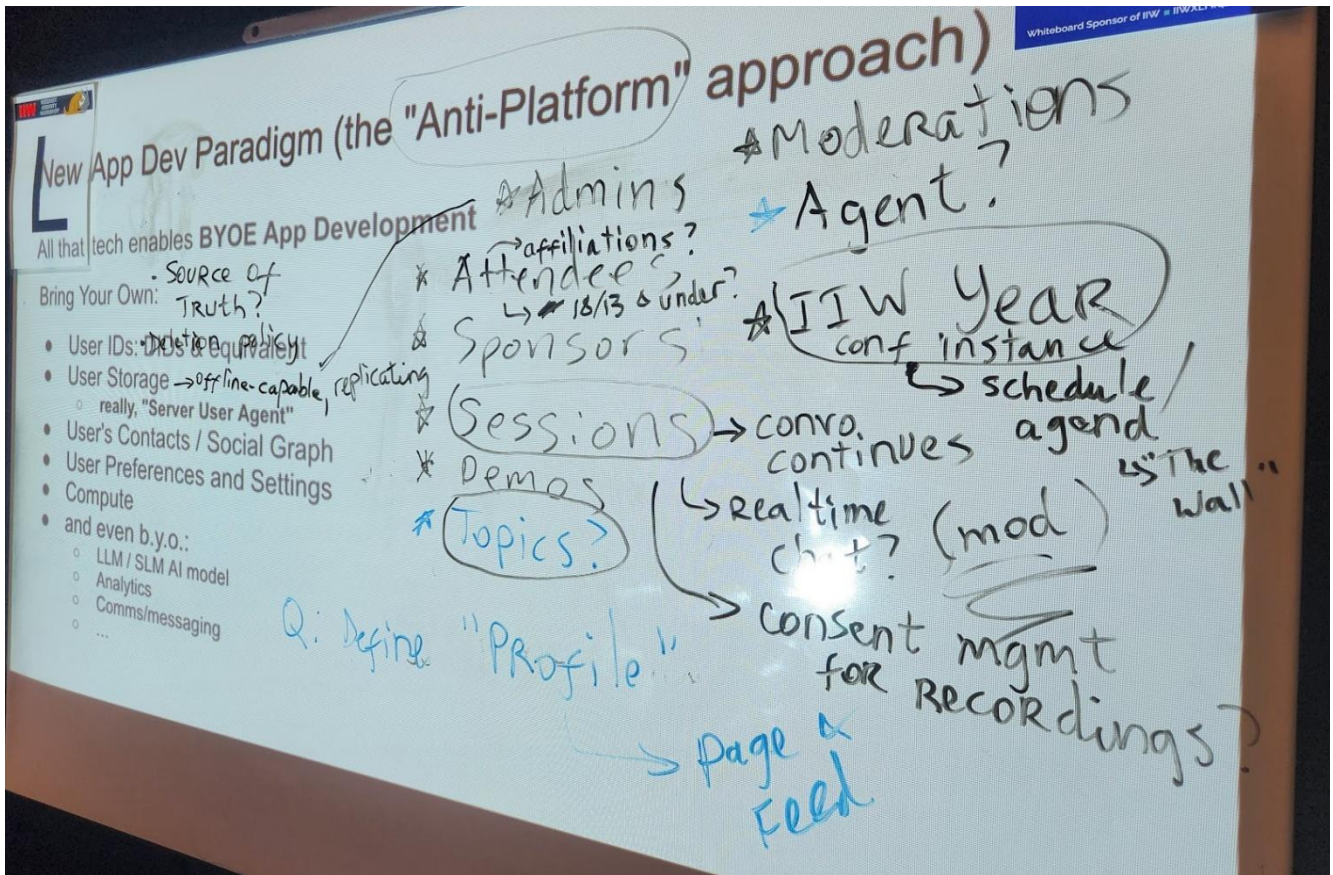 Whiteboard Sponsor of IIW
IIW
L
New App Dev Paradigm (the "Anti-Platform" approach)
All that tech enables BYOE App Development
• Source of
Truth?
• Deletion policy
Bring Your Own:
• User IDs: DIDs & equivalent
• User Storage → Offline-capable, replicating
○ really, "Server User Agent"
• User's Contacts / Social Graph
• User Preferences and Settings
• Compute
• and even b.y.o.:
○ LLM / SLM AI model
○ Analytics
○ Comms/messaging
○ ...
Admins
→ affiliations?
Attendees
↳ 18/13 & under?
Sponsors
Sessions → convo.
continues
↳ Realtime
chat? (mod)
→ consent mgmt
for Recordings?
Demos
Topics?
Moderations
Agent?
IIW Year
conf instance
↳ schedule/
agend
↳ "The
Wall"
Q: Define "Profile"
→ page &
Feed